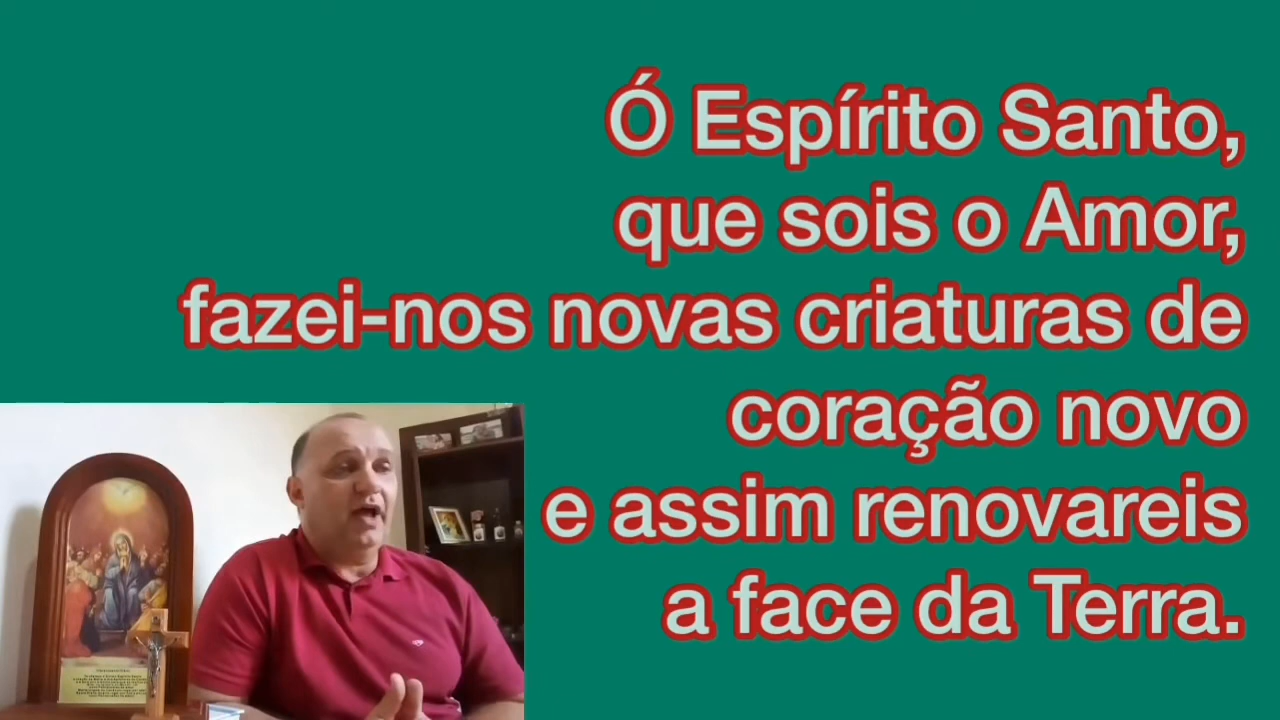 Ó Espírito Santo,
que sois o Amor,
fazei-nos novas criaturas de
coração novo
e assim renovareis
a face da Terra.